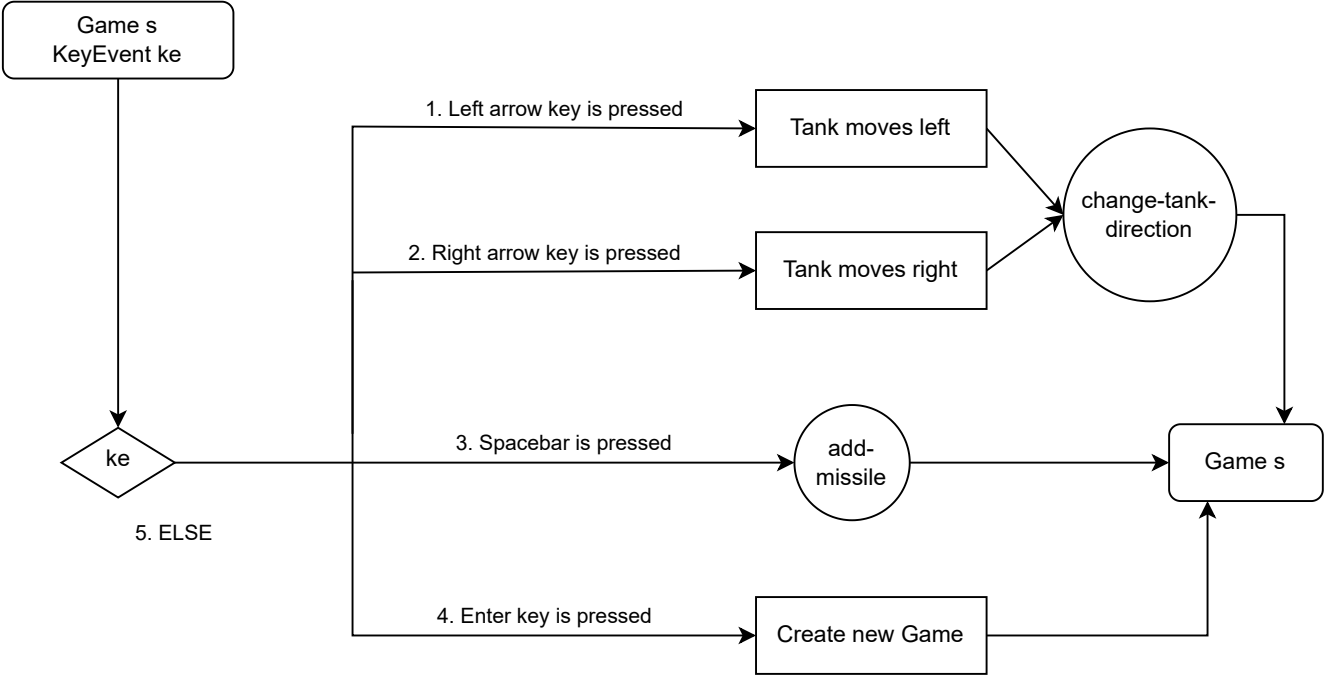 Game s
KeyEvent ke
1. Left arrow key is pressed
Tank moves left
change-tank-
direction
2. Right arrow key is pressed
Tank moves right
ke
3. Spacebar is pressed
add-
missile
Game s
5. ELSE
4. Enter key is pressed
Create new Game